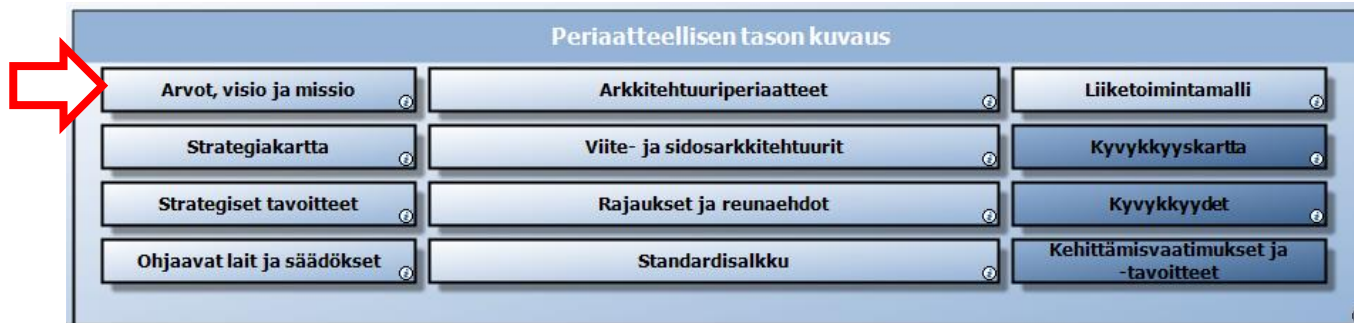 Periaatteellisen tason kuvaus
Arvot, visio ja missio
Arkkitehtuuriperiaatteet
Liiketoimintamalli
Strategiakartta
Viite- ja sidosarkkitehtuurit
Kyvykkyyskartta
Strategiset tavoitteet
Rajaukset ja reunaehdot
Kyvykkyydet
Ohjaavat lait ja säädökset
Standardisalkku
Kehittämisvaatimukset ja
-tavoitteet